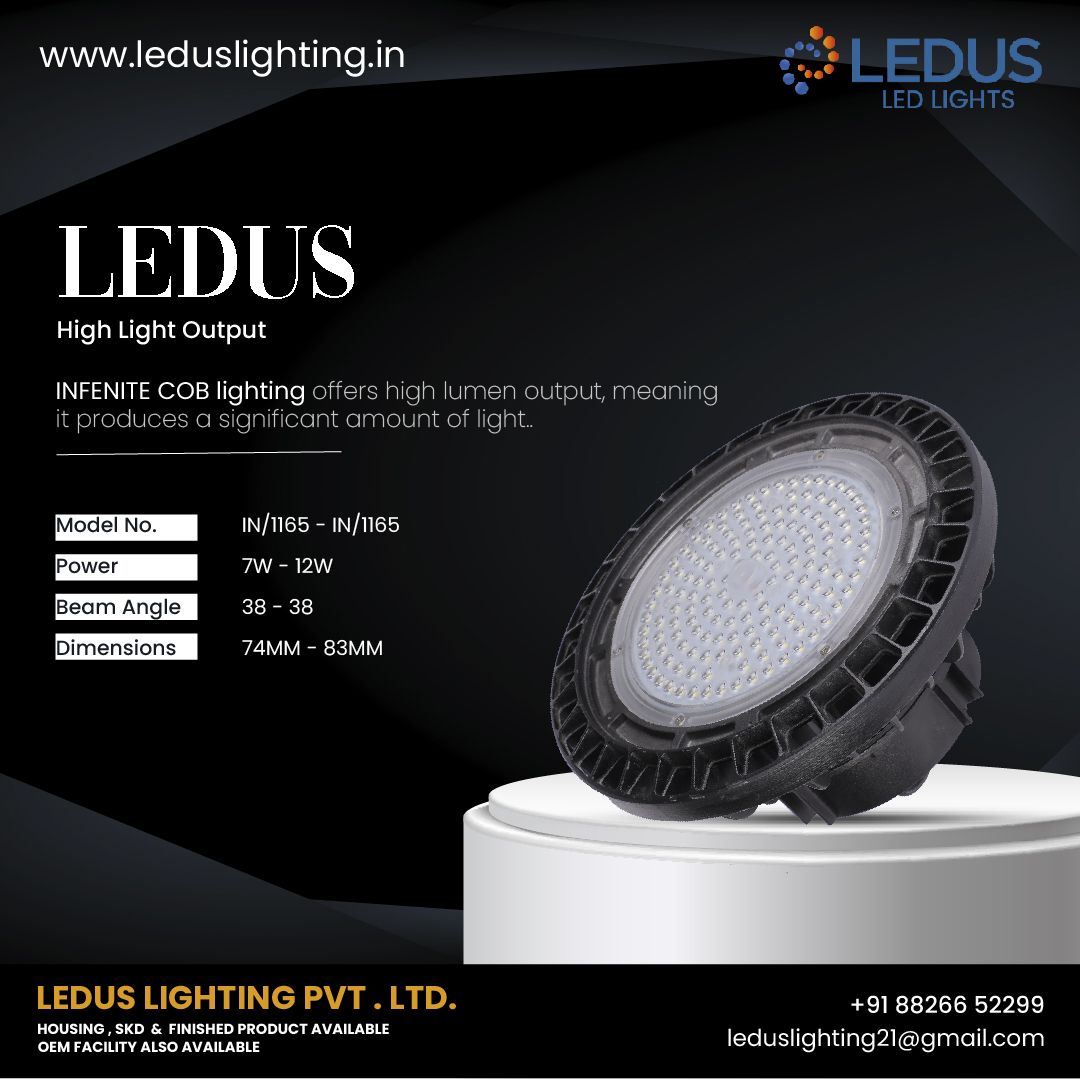 www.leduslighting.in
LEDUS
LED LIGHTS
LEDUS
High Light Output
INFENITE COB lighting offers high lumen output, meaning
it produces a significant amount of light..
Model No. IN/1165 - IN/1165
Power 7W - 12W
Beam Angle 38 - 38
Dimensions 74MM - 83MM
LEDUS LIGHTING PVT . LTD.
HOUSING , SKD & FINISHED PRODUCT AVAILABLE
OEM FACILITY ALSO AVAILABLE
+91 88266 52299
leduslighting21@gmail.com